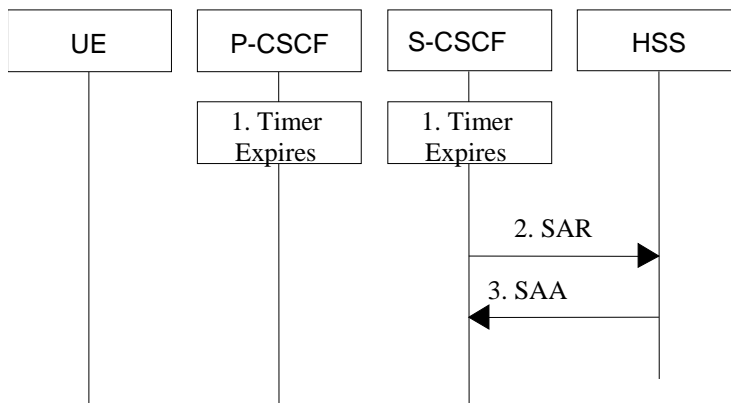 UE
P-CSCF
S-CSCF
HSS
1. Timer
Expires
1. Timer
Expires
2. SAR
3. SAA